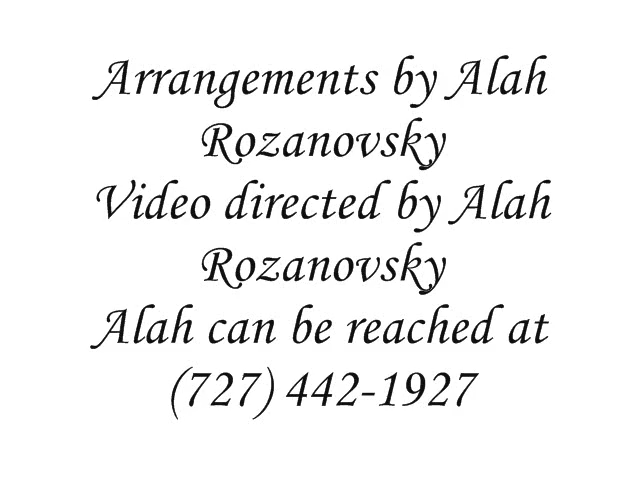 Arrangements by Alah
Rozanovsky
Video directed by Alah
Rozanovsky
Alah can be reached at
(727) 442-1927